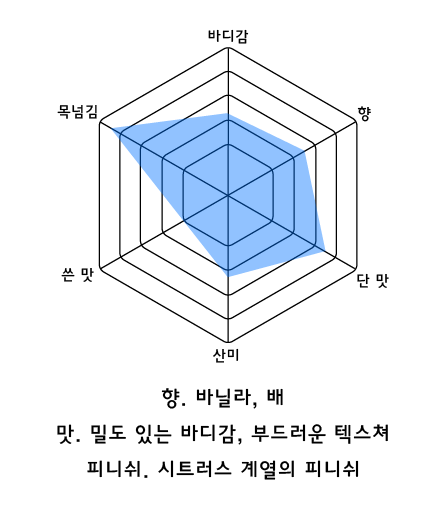 바디감
목넘김
향
쓴 맛
단 맛
산미
향. 바닐라, 배
맛. 밀도 있는 바디감, 부드러운 텍스쳐
피니쉬. 시트러스 계열의 피니쉬